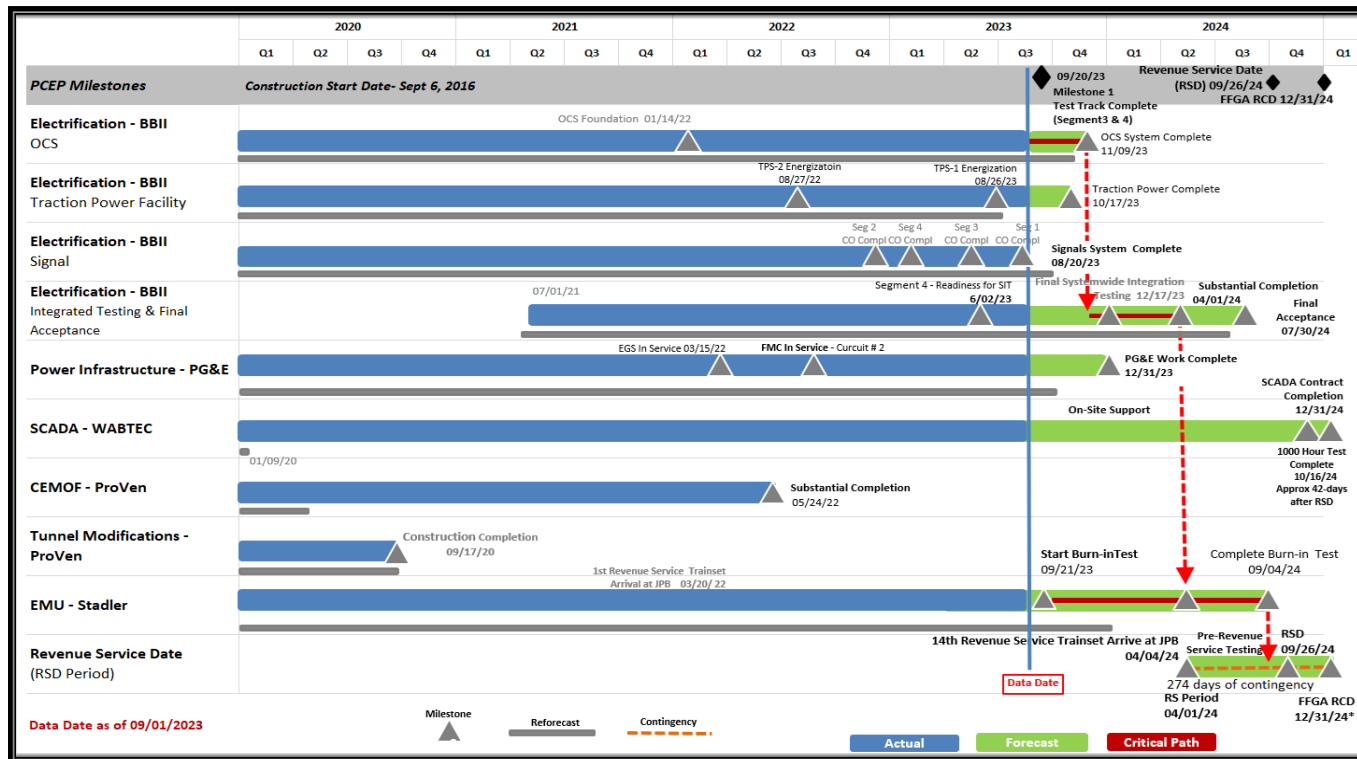 2020 2021 2022 2023 2024
Q1 Q2 Q3 Q4 Q1 Q2 Q3 Q4 Q1 Q2 Q3 Q4 Q1 Q2 Q3 Q4 Q1 Q2 Q3 Q4 Q1
PCEP Milestones
Construction Start Date- Sept 6, 2016
09/20/23
Milestone 1
Test Track Complete
(Segment3 & 4)
Revenue Service Date
(RSD) 09/26/24
FFGA RCD 12/31/24
Electrification - BBII
OCS
OCS Foundation 01/14/22
OCS System Complete
11/09/23
Electrification - BBII
Traction Power Facility
TPS-2 Energizatoin
08/27/22
TPS-1 Energization
08/26/23
Traction Power Complete
10/17/23
Electrification - BBII
Signal
Seg 2
CO Compl
Seg 4
CO Compl
Seg 3
CO Compl
Seg 1
CO Compl
Signals System Complete
08/20/23
Electrification - BBII
Integrated Testing & Final
Acceptance
07/01/21
Segment 4 - Readiness for SIT
6/02/23
Final Systemwide Integration
Testing 12/17/23
Substantial Completion
04/01/24
Final
Acceptance
07/30/24
Power Infrastructure - PG&E
EGS In Service 03/15/22
FMC In Service - Curcuit # 2
PG&E Work Complete
12/31/23
SCADA - WABTEC
01/09/20
On-Site Support
SCADA Contract
Completion
12/31/24
1000 Hour Test
Complete
10/16/24
Approx 42-days
after RSD
CEMOF - ProVen
Substantial Completion
05/24/22
Tunnel Modifications -
ProVen
Construction Completion
09/17/20
EMU - Stadler
1st Revenue Service Trainset
Arrival at JPB 03/20/ 22
Start Burn-inTest
09/21/23
Complete Burn-in Test
09/04/24
Revenue Service Date
(RSD Period)
14th Revenue Service Trainset Arrive at JPB
04/04/24
Pre-Revenue
Service Testing
RSD
09/26/24
274 days of contingency
RS Period
04/01/24
FFGA RCD
12/31/24*
Data Date
Data Date as of 09/01/2023
Milestone
Reforecast
Contingency
Actual
Forecast
Critical Path